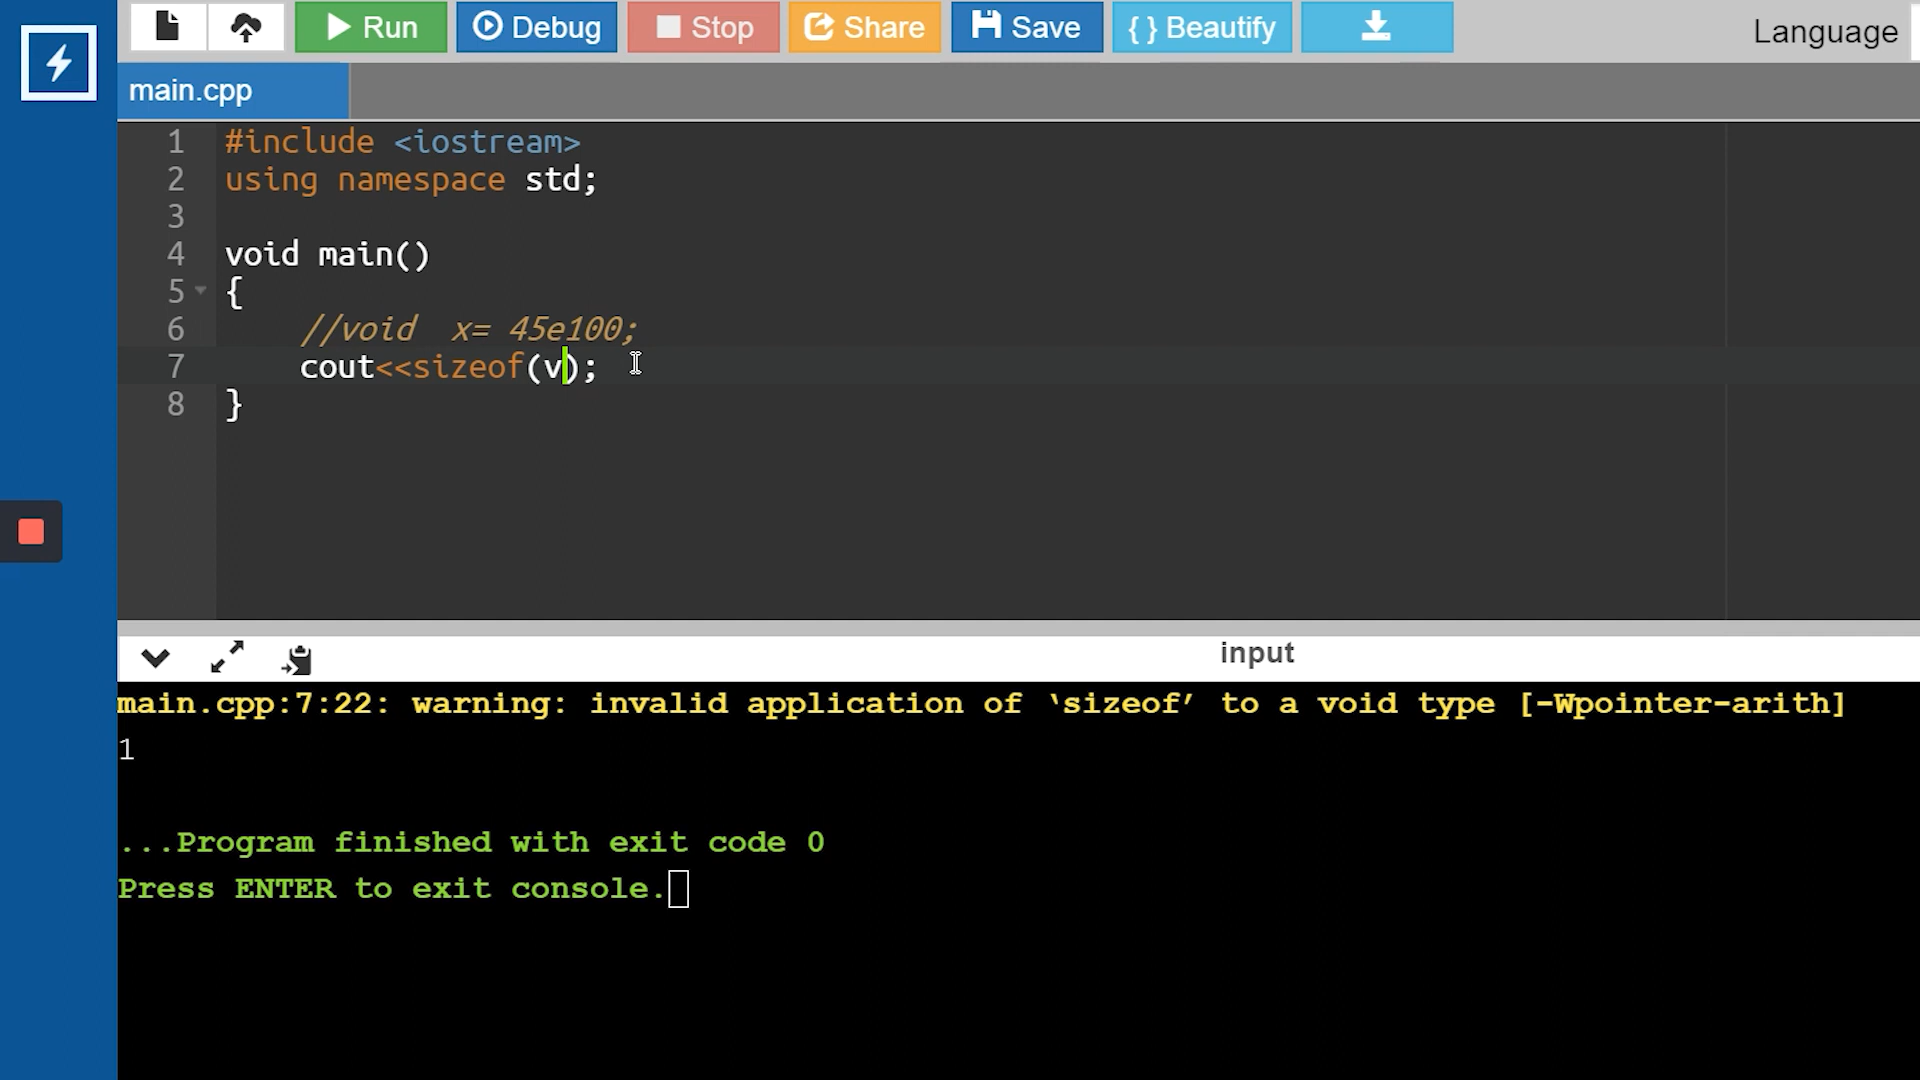 Run Debug Stop Share Save { } Beautify Language
main.cpp
1 #include <iostream>
2 using namespace std;
3
4 void main()
5 {
6 //void  x= 45e100;
7 cout<<sizeof(v);
8 }
input
main.cpp:7:22: warning: invalid application of ‘sizeof’ to a void type [-Wpointer-arith]
1
...Program finished with exit code 0
Press ENTER to exit console.